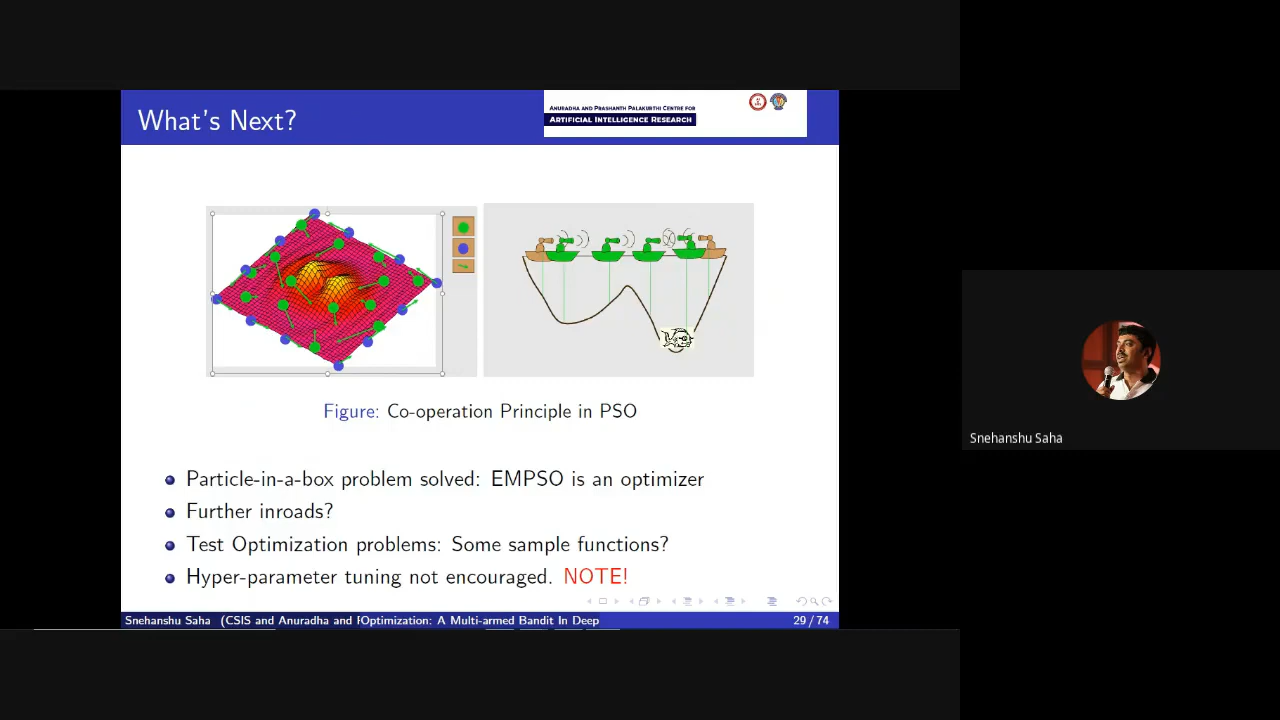 What's Next?
ANURADHA AND PRASHANTH PALAKURTHI CENTRE FOR
ARTIFICIAL INTELLIGENCE RESEARCH
Figure: Co-operation Principle in PSO
Particle-in-a-box problem solved: EMPSO is an optimizer
Further inroads?
Test Optimization problems: Some sample functions?
Hyper-parameter tuning not encouraged. NOTE!
Snehanshu Saha (CSIS and Anuradha and POptimization: A Multi-armed Bandit In Deep 29 / 74
Snehanshu Saha